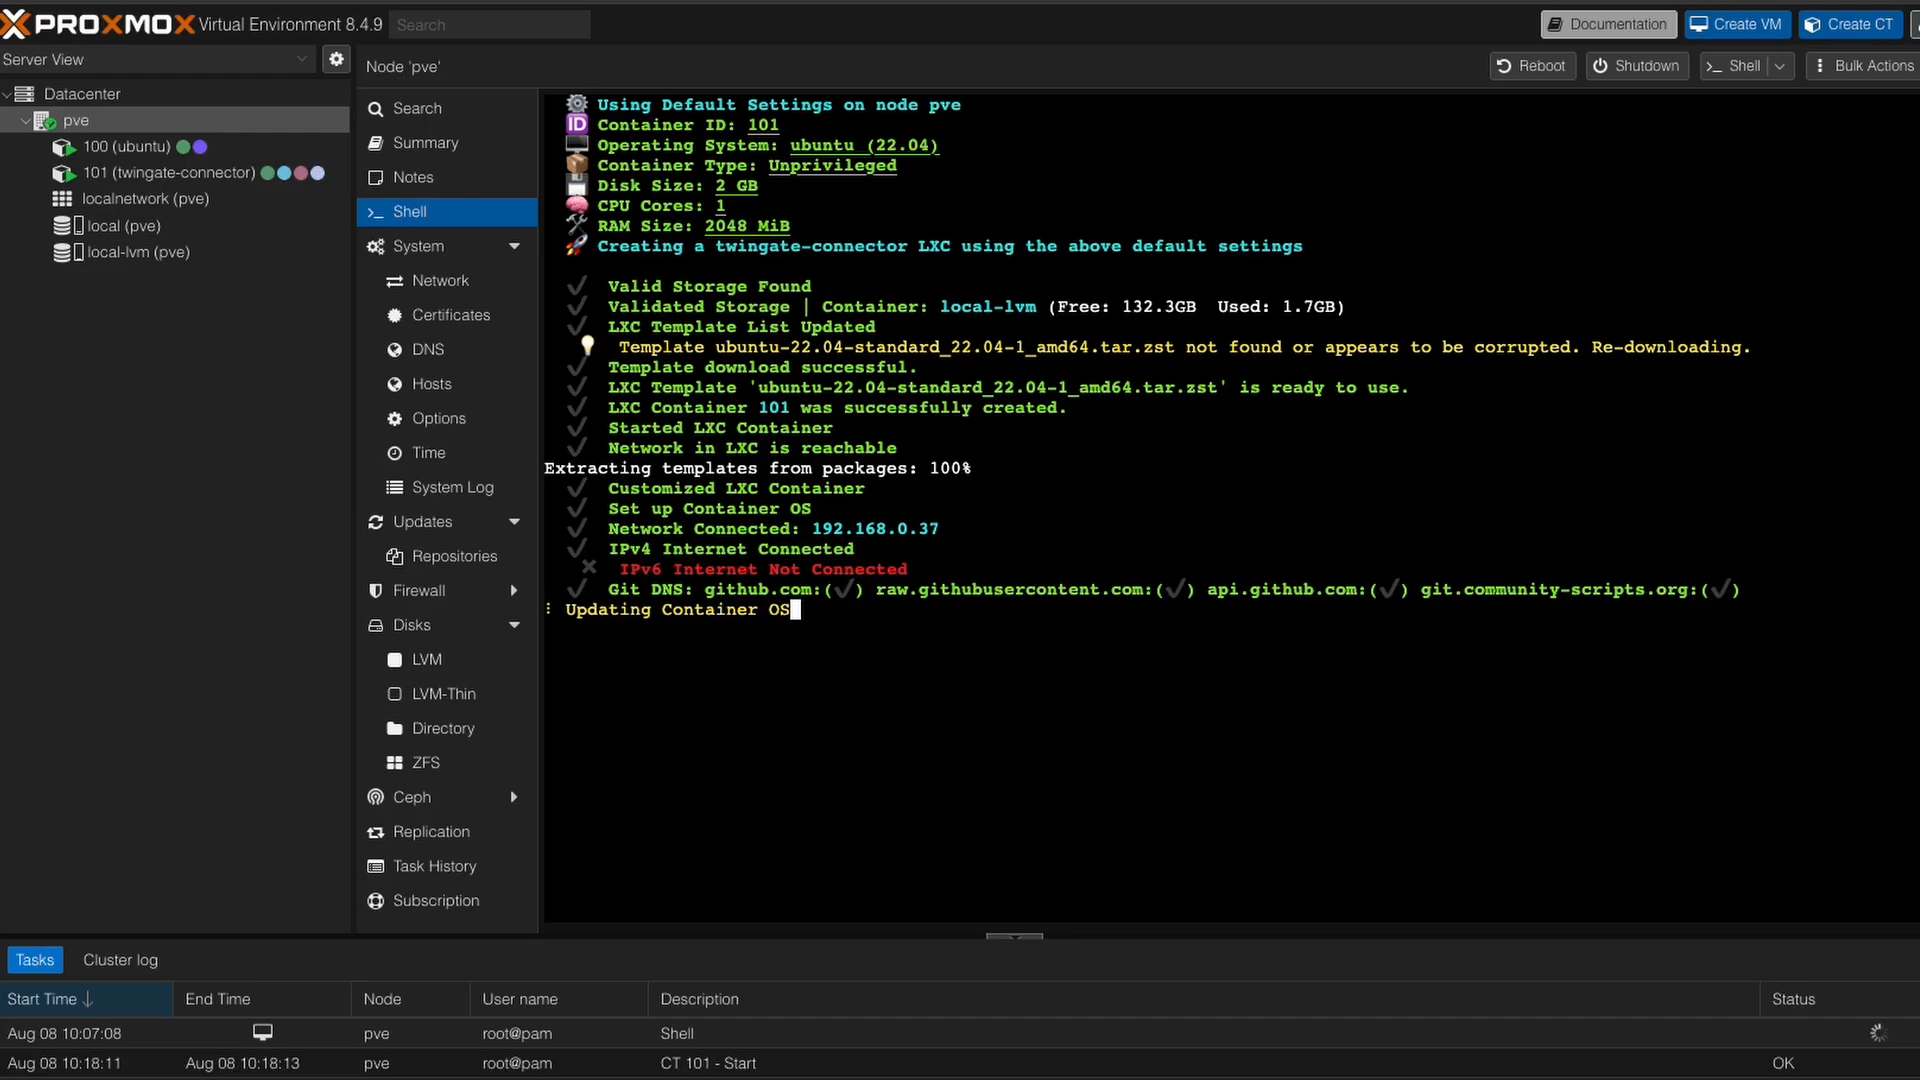 PROXMOX Virtual Environment 8.4.9 Search Documentation Create VM Create CT
Server View
Node 'pve' Reboot Shutdown Shell Bulk Actions
Datacenter
pve
100 (ubuntu)
101 (twingate-connector)
localnetwork (pve)
local (pve)
local-lvm (pve)
Search
Summary
Notes
>_ Shell
System
Network
Certificates
DNS
Hosts
Options
Time
System Log
Updates
Repositories
Firewall
Disks
LVM
LVM-Thin
Directory
ZFS
Ceph
Replication
Task History
Subscription
Using Default Settings on node pve
ID Container ID: 101
Operating System: ubuntu (22.04)
Container Type: Unprivileged
Disk Size: 2 GB
CPU Cores: 1
RAM Size: 2048 MiB
Creating a twingate-connector LXC using the above default settings
Valid Storage Found
Validated Storage | Container: local-lvm (Free: 132.3GB Used: 1.7GB)
LXC Template List Updated
Template ubuntu-22.04-standard_22.04-1_amd64.tar.zst not found or appears to be corrupted. Re-downloading.
Template download successful.
LXC Template 'ubuntu-22.04-standard_22.04-1_amd64.tar.zst' is ready to use.
LXC Container 101 was successfully created.
Started LXC Container
Network in LXC is reachable
Extracting templates from packages: 100%
Customized LXC Container
Set up Container OS
Network Connected: 192.168.0.37
IPv4 Internet Connected
IPv6 Internet Not Connected
Git DNS: github.com:(✔) raw.githubusercontent.com:(✔) api.github.com:(✔) git.community-scripts.org:(✔)
Updating Container OS
Tasks Cluster log
Start Time ↓ End Time Node User name Description Status
Aug 08 10:07:08 pve root@pam Shell
Aug 08 10:18:11 Aug 08 10:18:13 pve root@pam CT 101 - Start OK